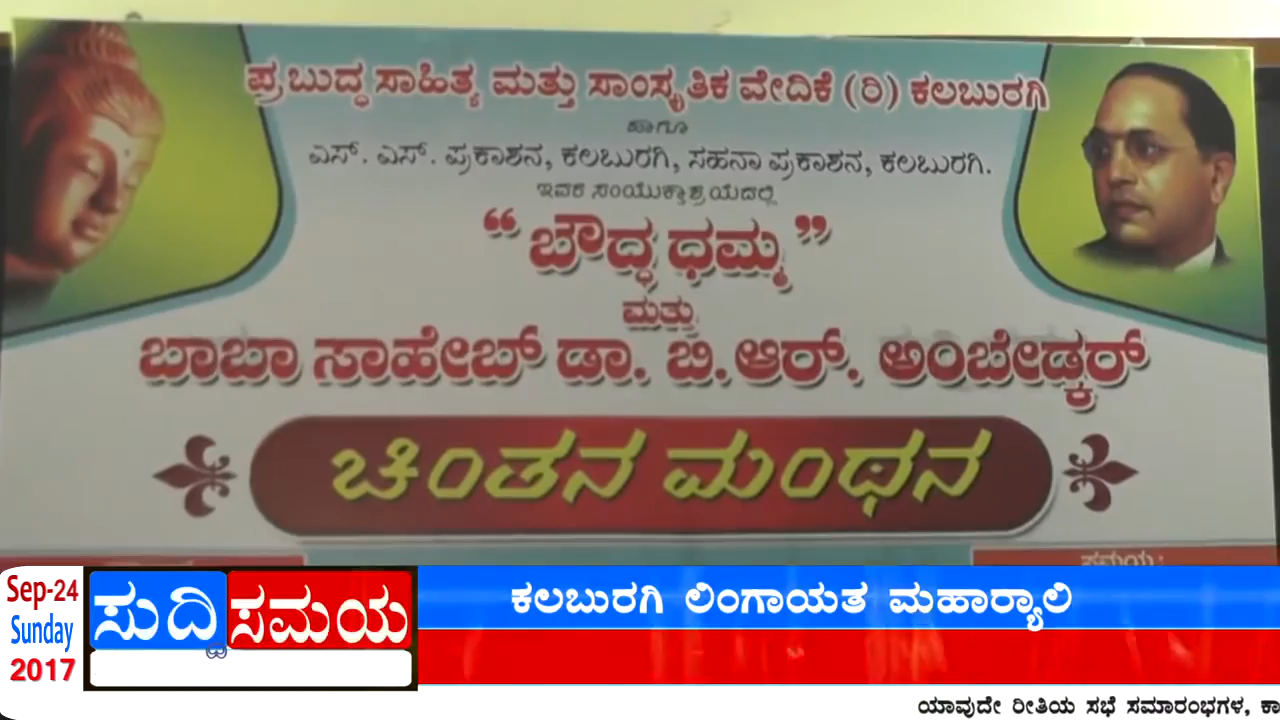 ಪ್ರಬುದ್ಧ ಸಾಹಿತ್ಯ ಮತ್ತು ಸಾಂಸ್ಕೃತಿಕ ವೇದಿಕೆ (ರಿ) ಕಲಬುರಗಿ
ಹಾಗೂ
ಎಸ್. ಎಸ್. ಪ್ರಕಾಶನ, ಕಲಬುರಗಿ, ಸಹನಾ ಪ್ರಕಾಶನ, ಕಲಬುರಗಿ.
ಇವರ ಸಂಯುಕ್ತಾಶ್ರಯದಲ್ಲಿ
“ ಬೌದ್ಧ ಧಮ್ಮ ”
ಮತ್ತು
ಬಾಬಾ ಸಾಹೇಬ್ ಡಾ. ಬಿ. ಆರ್. ಅಂಬೇಡ್ಕರ್
ಚಿಂತನ ಮಂಥನ
ಸಮಯ:
Sep-24
Sunday
2017
ಸುದ್ದಿ ಸಮಯ
ಕಲಬುರಗಿ ಲಿಂಗಾಯತ ಮಹಾರ‍್ಯಾಲಿ
ಯಾವುದೇ ರೀತಿಯ ಸಭೆ ಸಮಾರಂಭಗಳ, ಕಾ